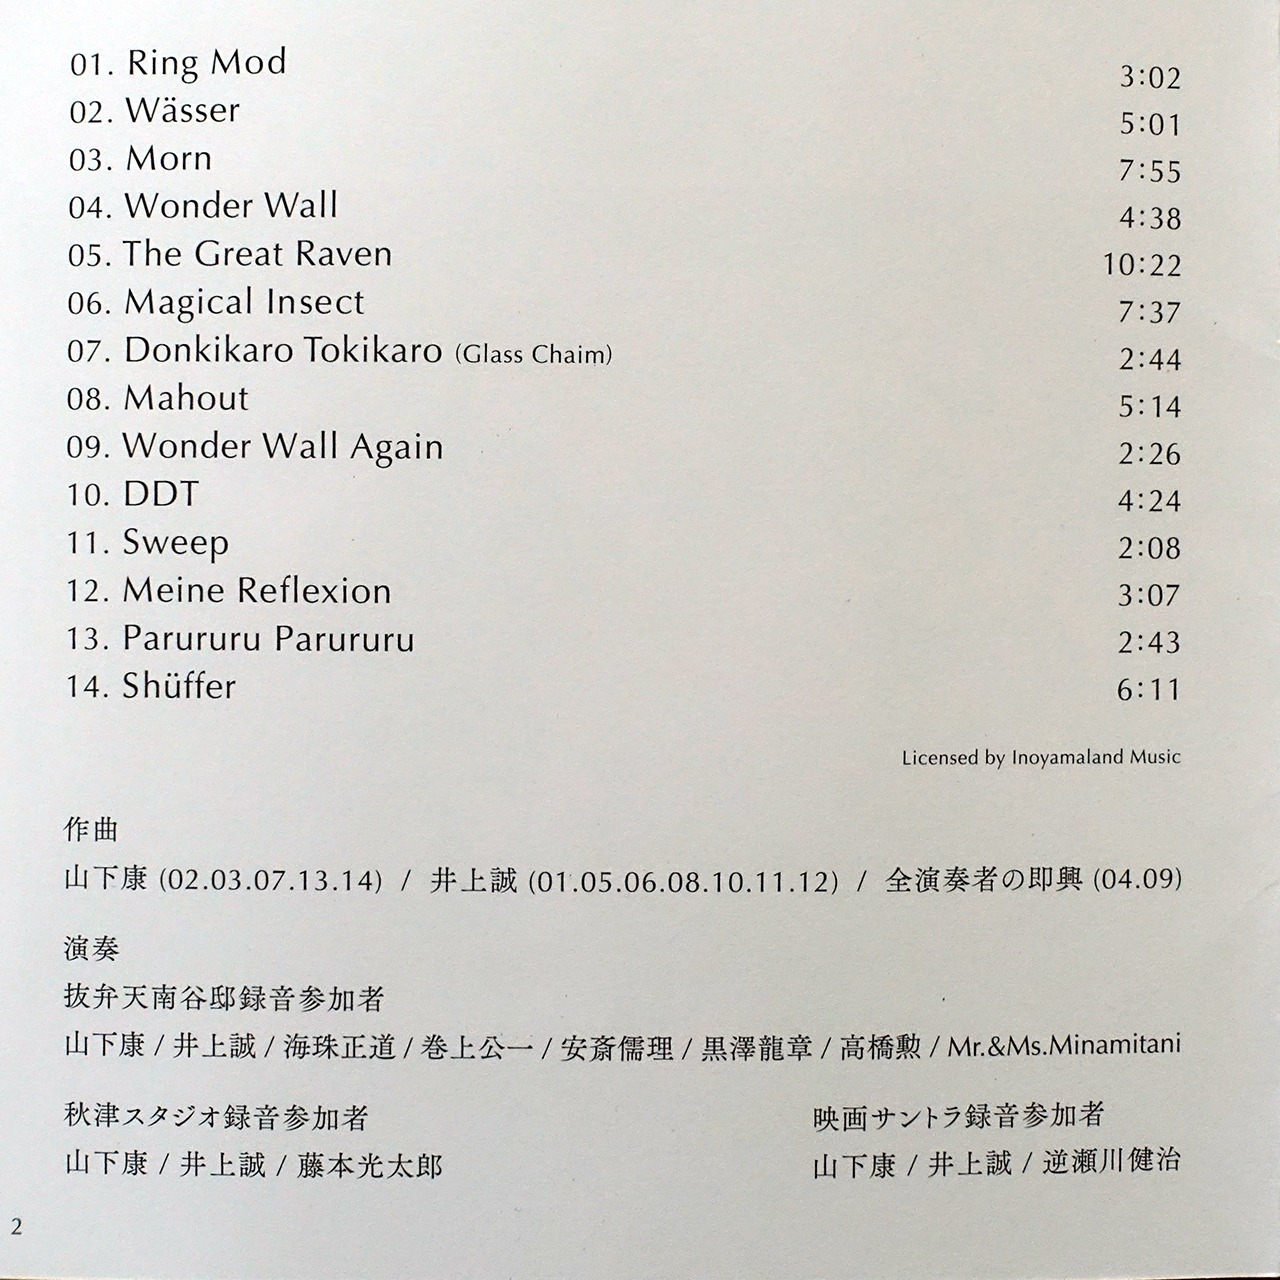 01. Ring Mod 3:02
02. Wässer 5:01
03. Morn 7:55
04. Wonder Wall 4:38
05. The Great Raven 10:22
06. Magical Insect 7:37
07. Donkikaro Tokikaro (Glass Chaim) 2:44
08. Mahout 5:14
09. Wonder Wall Again 2:26
10. DDT 4:24
11. Sweep 2:08
12. Meine Reflexion 3:07
13. Parururu Parururu 2:43
14. Shüffer 6:11
Licensed by Inoyamaland Music
作曲
山下康 (02.03.07.13.14) / 井上誠 (01.05.06.08.10.11.12) / 全演奏者の即興 (04.09)
演奏
抜弁天南谷邸録音参加者
山下康 / 井上誠 / 海珠正道 / 巻上公一 / 安斎儒理 / 黒澤龍章 / 高橋勲 / Mr.&Ms.Minamitani
秋津スタジオ録音参加者
山下康 / 井上誠 / 藤本光太郎
映画サントラ録音参加者
山下康 / 井上誠 / 逆瀬川健治
2